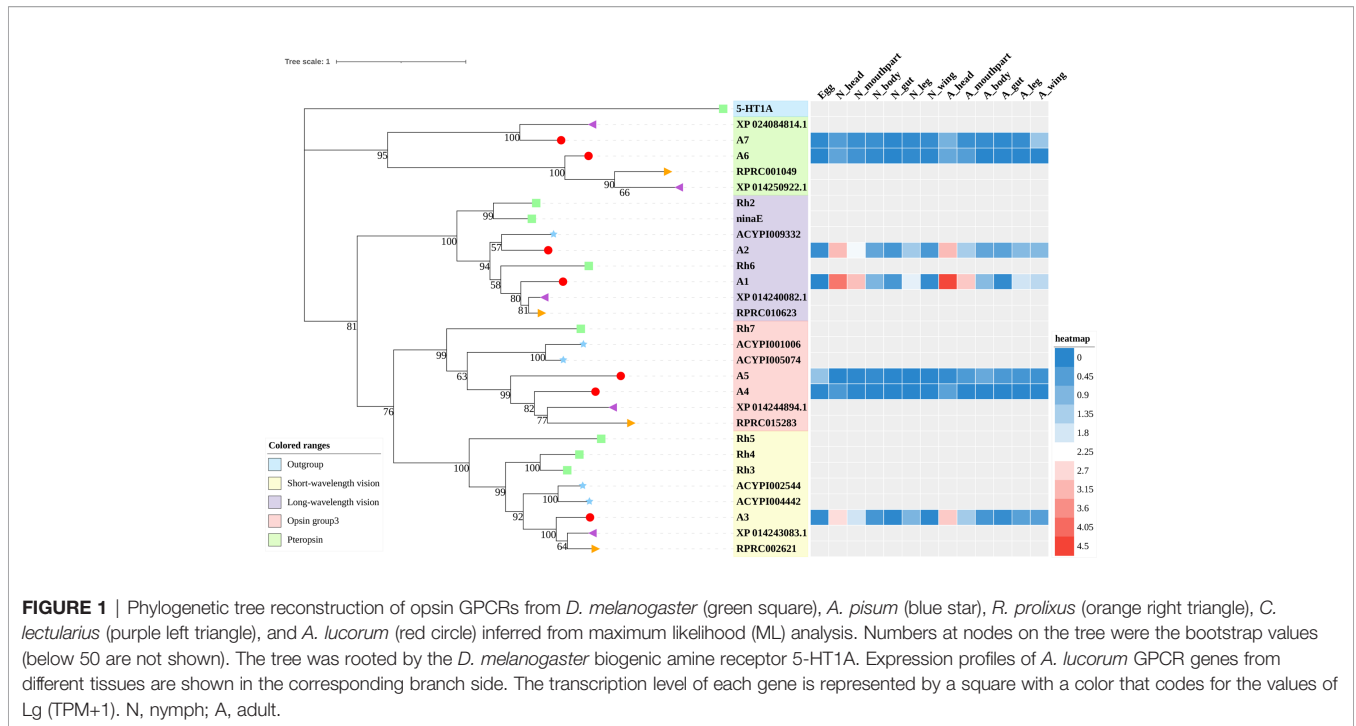 Tree scale: 1
Egg
N_head
N_mouthpart
N_body
N_gut
N_leg
N_wing
A_head
A_mouthpart
A_body
A_gut
A_leg
A_wing
5-HT1A
XP 024084814.1
100
A7
95
A6
100
RPRC001049
90
66
XP 014250922.1
Rh2
99
ninaE
100
ACYPI009332
57
A2
94
Rh6
58
A1
80
XP 014240082.1
81
RPRC010623
81
Rh7
99
ACYPI001006
100
ACYPI005074
63
A5
99
A4
82
XP 014244894.1
77
RPRC015283
76
Rh5
100
Rh4
100
Rh3
99
ACYPI002544
100
ACYPI004442
92
A3
100
XP 014243083.1
64
RPRC002621
heatmap
0
0.45
0.9
1.35
1.8
2.25
2.7
3.15
3.6
4.05
4.5
Colored ranges
Outgroup
Short-wavelength vision
Long-wavelength vision
Opsin group3
Pteropsin
FIGURE 1 | Phylogenetic tree reconstruction of opsin GPCRs from D. melanogaster (green square), A. pisum (blue star), R. prolixus (orange right triangle), C.
lectularius (purple left triangle), and A. lucorum (red circle) inferred from maximum likelihood (ML) analysis. Numbers at nodes on the tree were the bootstrap values
(below 50 are not shown). The tree was rooted by the D. melanogaster biogenic amine receptor 5-HT1A. Expression profiles of A. lucorum GPCR genes from
different tissues are shown in the corresponding branch side. The transcription level of each gene is represented by a square with a color that codes for the values of
Lg (TPM+1). N, nymph; A, adult.